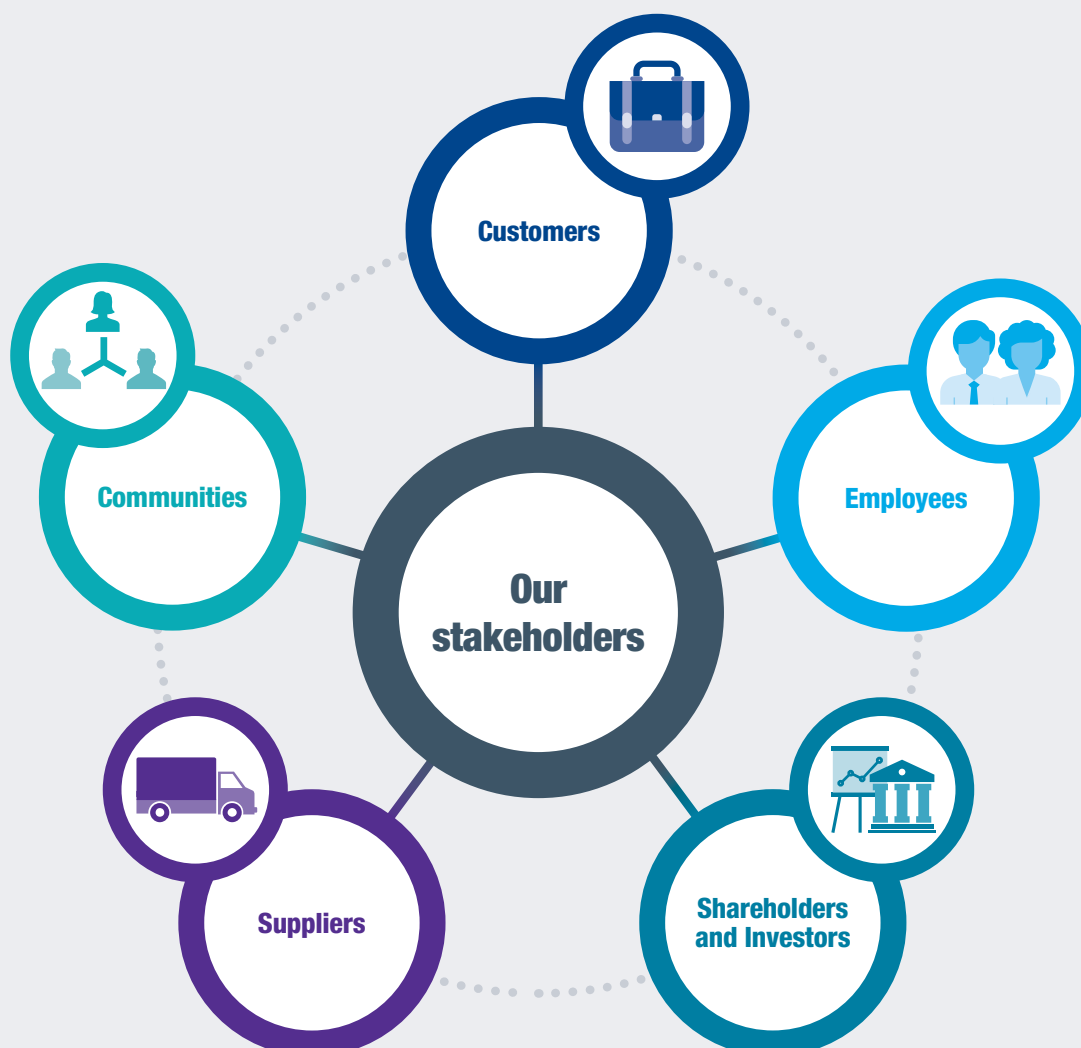 Customers
Communities
Employees
Our
stakeholders
Suppliers
Shareholders
and Investors